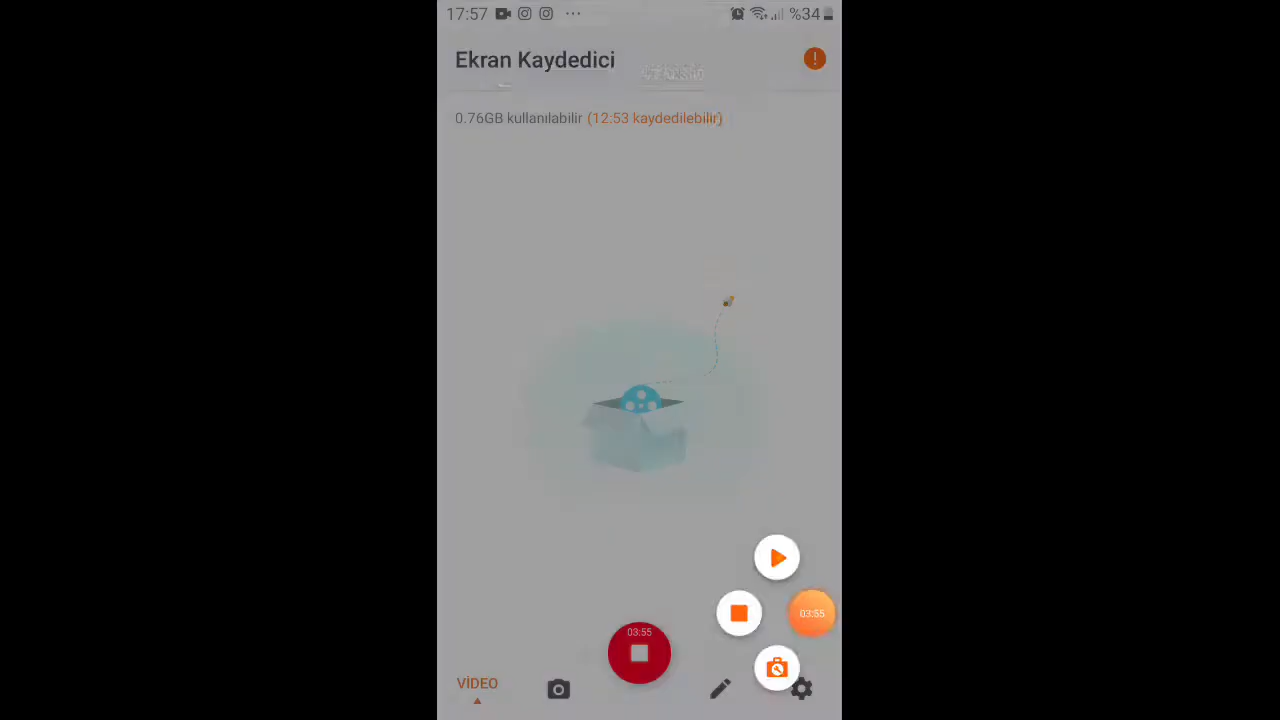 17:57 ... %34
Ekran Kaydedici
0.76GB kullanılabilir (12:53 kaydedilebilir)
03:55
03:55
VİDEO